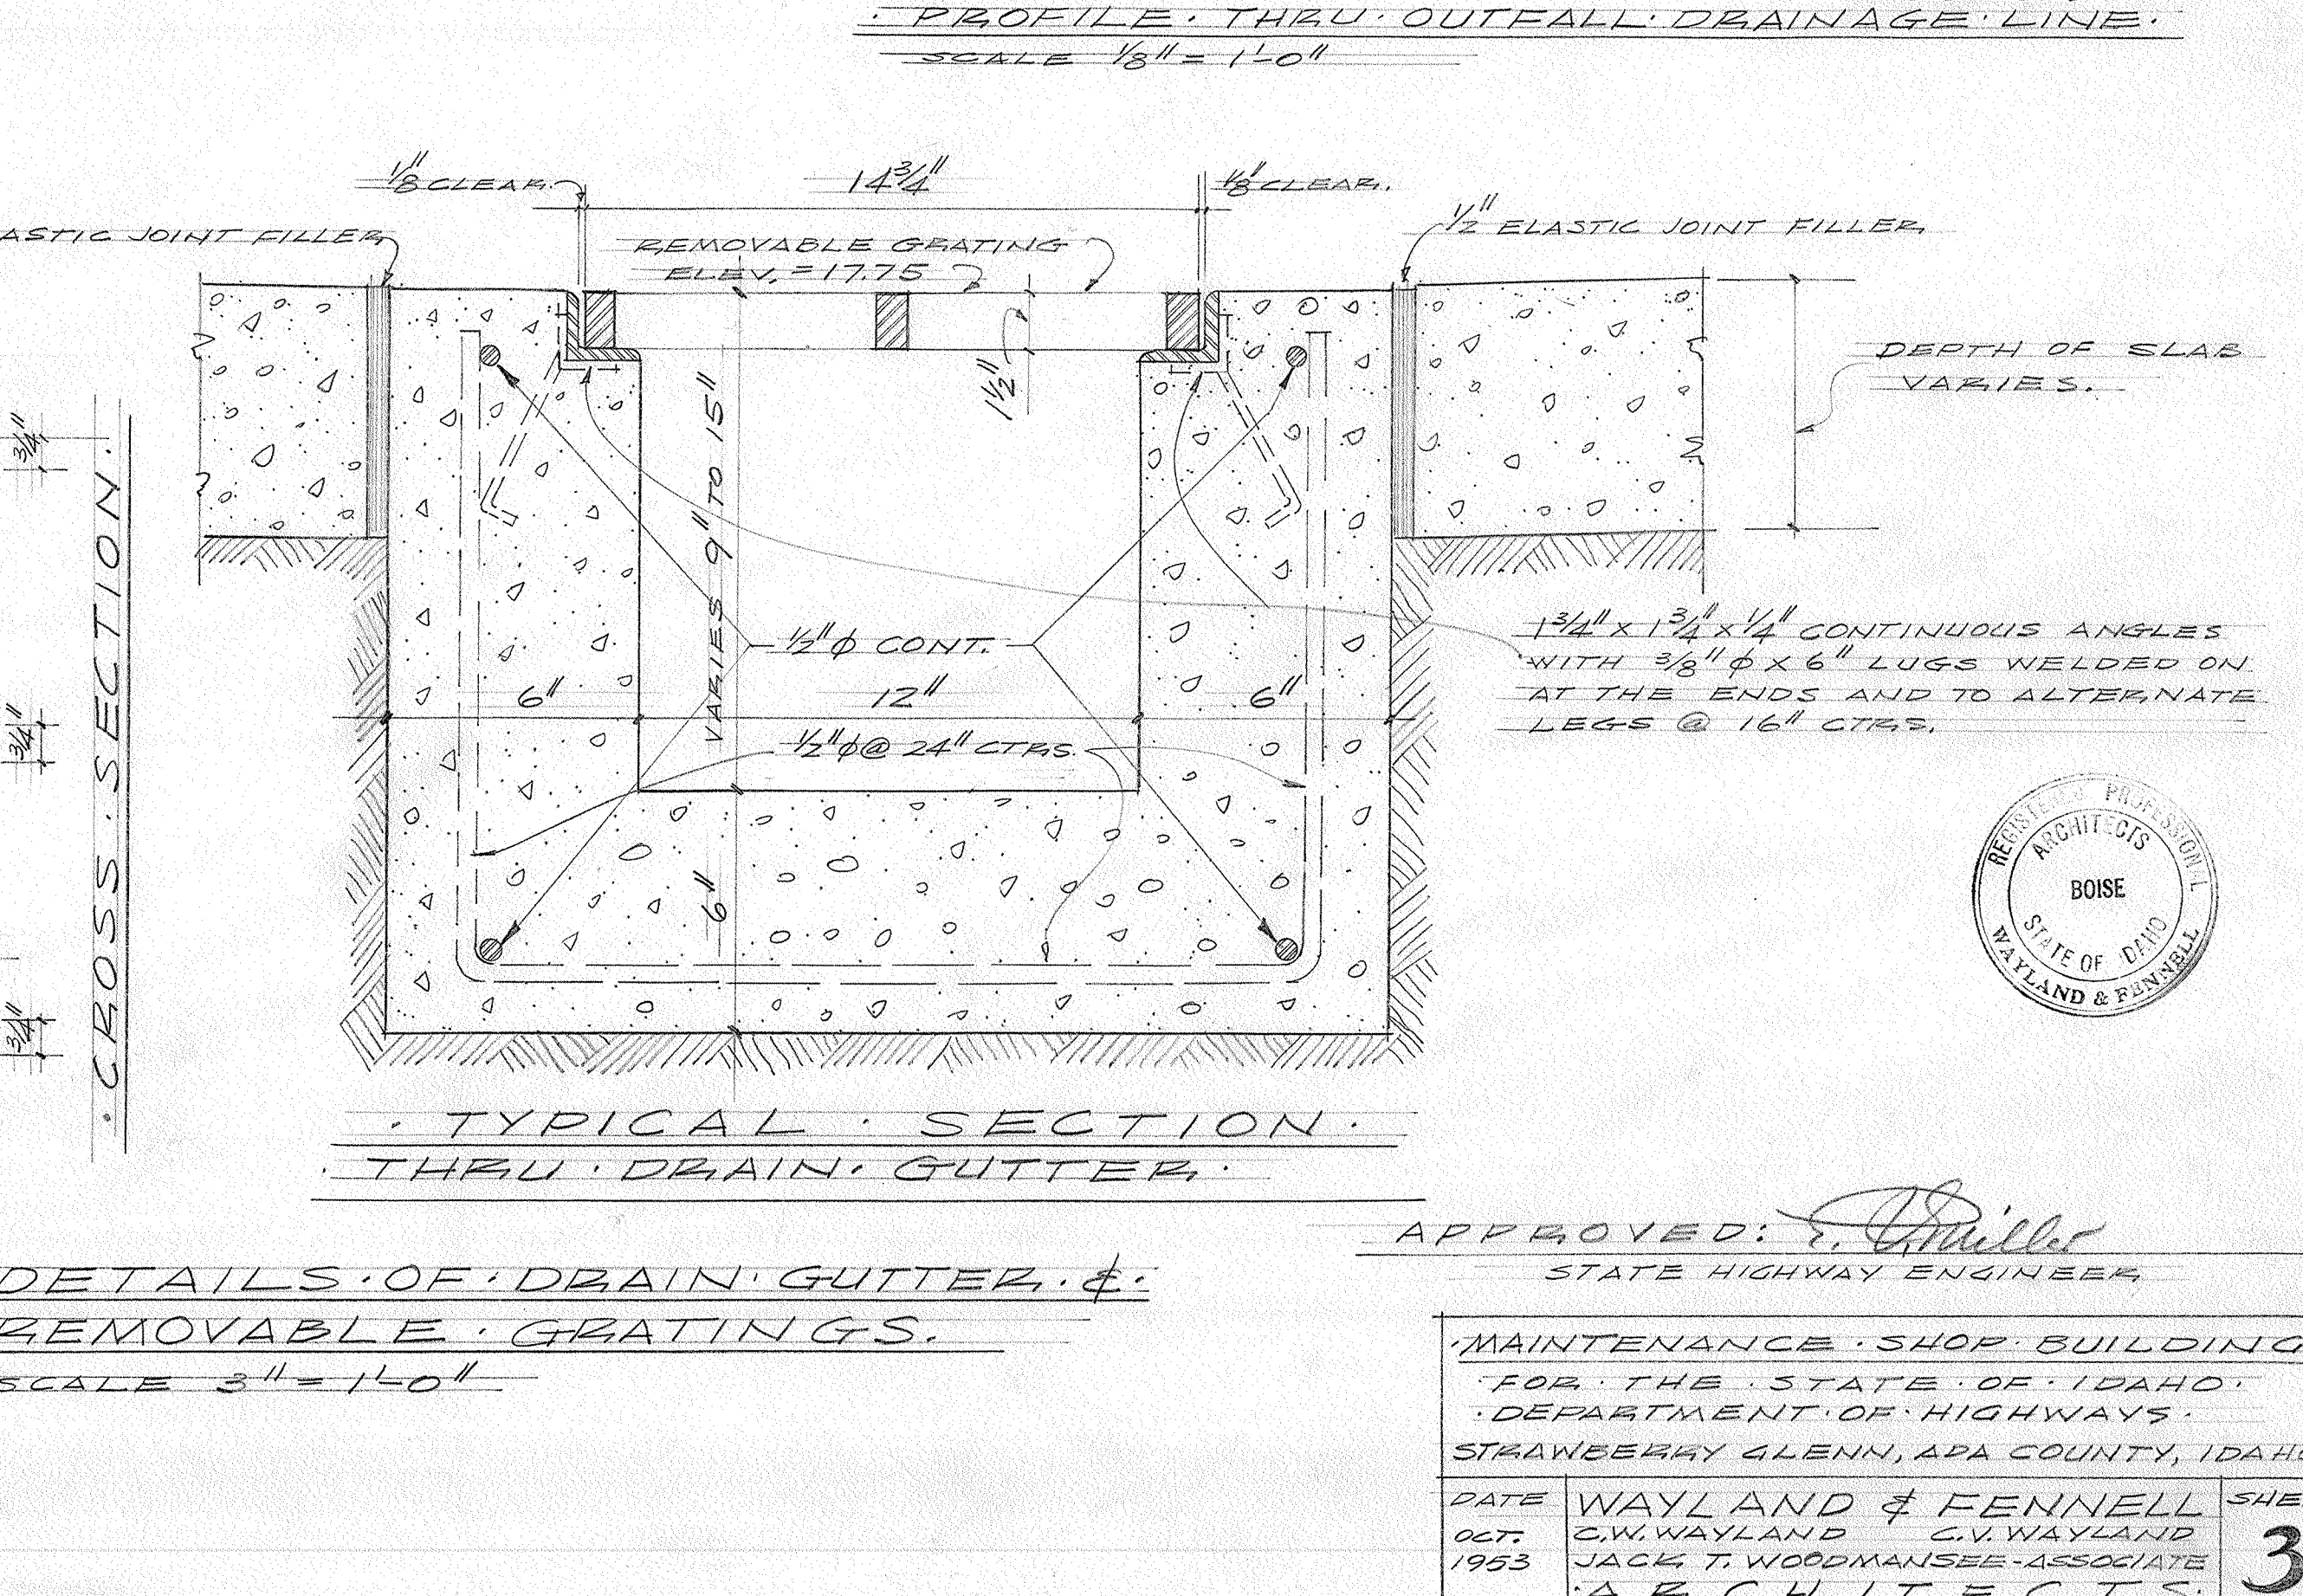 · PROFILE · THRU · OUTFALL · DRAINAGE · LINE ·
SCALE 1/8" = 1'-0"
1/8" CLEAR.
14 3/4"
1/8" CLEAR.
JOINT FILLER
REMOVABLE GRATING
ELEV. = 17.75
1/2" ELASTIC JOINT FILLER
1 1/2"
DEPTH OF SLAB
VARIES.
VARIES 9" TO 15"
3/4"
3/4"
3/4"
· CROSS · SECTION ·
1/2" φ CONT.
6"
12"
6"
1/2" φ @ 24" CTRS.
6"
1 3/4" x 1 3/4" x 1/4" CONTINUOUS ANGLES
WITH 3/8" φ X 6" LUGS WELDED ON
AT THE ENDS AND TO ALTERNATE
LEGS @ 16" CTRS.
REGISTERED PROFESSIONAL
ARCHITECTS
BOISE
STATE OF IDAHO
WAYLAND & FENNELL
· TYPICAL · SECTION ·
· THRU · DRAIN · GUTTER ·
DETAILS · OF · DRAIN · GUTTER · & ·
REMOVABLE · GRATINGS.
SCALE 3" = 1'-0"
APPROVED:
STATE HIGHWAY ENGINEER
· MAINTENANCE · SHOP · BUILDING
· FOR · THE · STATE · OF · IDAHO ·
· DEPARTMENT · OF · HIGHWAYS ·
STRAWBERRY GLENN, ADA COUNTY, IDAHO
DATE
OCT.
1953
WAYLAND & FENNELL
C.W. WAYLAND C.V. WAYLAND
JACK T. WOODMANSEE - ASSOCIATE
· ARCHITECTS ·
3